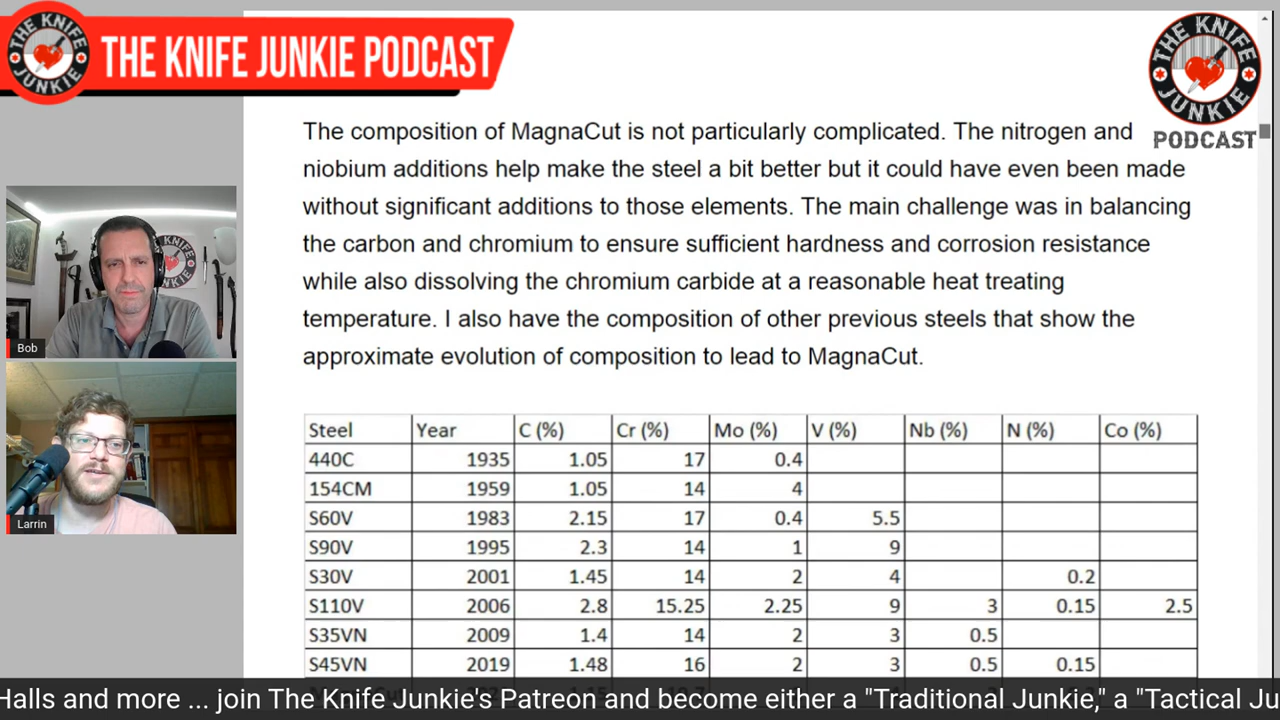 THE KNIFE JUNKIE
THE KNIFE JUNKIE PODCAST
THE KNIFE JUNKIE
PODCAST
The composition of MagnaCut is not particularly complicated. The nitrogen and
niobium additions help make the steel a bit better but it could have even been made
without significant additions to those elements. The main challenge was in balancing
the carbon and chromium to ensure sufficient hardness and corrosion resistance
while also dissolving the chromium carbide at a reasonable heat treating
temperature. I also have the composition of other previous steels that show the
approximate evolution of composition to lead to MagnaCut.
KNIFE
Bob
Larrin
Steel Year C (%) Cr (%) Mo (%) V (%) Nb (%) N (%) Co (%)
440C 1935 1.05 17 0.4
154CM 1959 1.05 14 4
S60V 1983 2.15 17 0.4 5.5
S90V 1995 2.3 14 1 9
S30V 2001 1.45 14 2 4 0.2
S110V 2006 2.8 15.25 2.25 9 3 0.15 2.5
S35VN 2009 1.4 14 2 3 0.5
S45VN 2019 1.48 16 2 3 0.5 0.15
Halls and more ... join The Knife Junkie's Patreon and become either a "Traditional Junkie," a "Tactical Ju